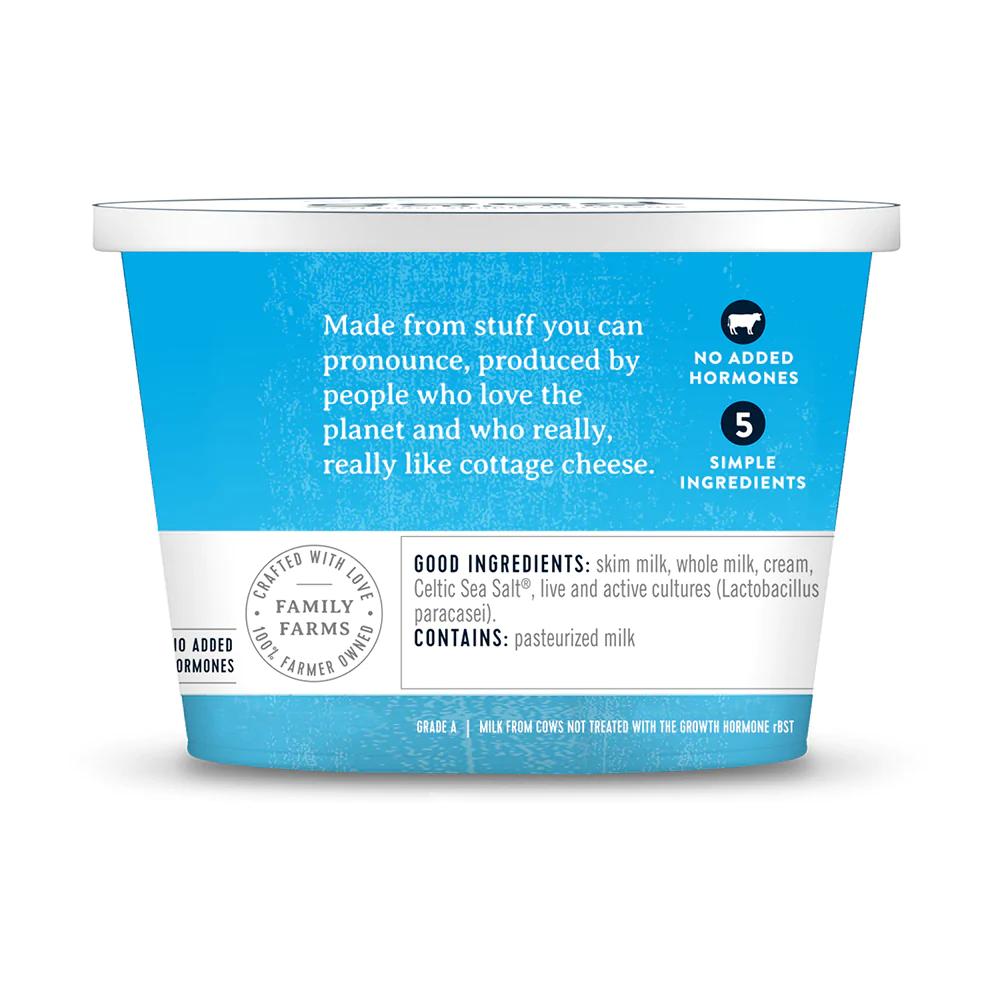 Made from stuff you can
pronounce, produced by
people who love the
planet and who really,
really like cottage cheese.
NO ADDED
HORMONES
5
SIMPLE
INGREDIENTS
ADDED
CRAFTED WITH LOVE
FAMILY
FARMS
100% FARMER OWNED
GOOD INGREDIENTS: skim milk, whole milk, cream,
Celtic Sea Salt®, live and active cultures (Lactobacillus
paracasei).
CONTAINS: pasteurized milk
GRADE A | MILK FROM COWS NOT TREATED WITH THE GROWTH HORMONE rBST